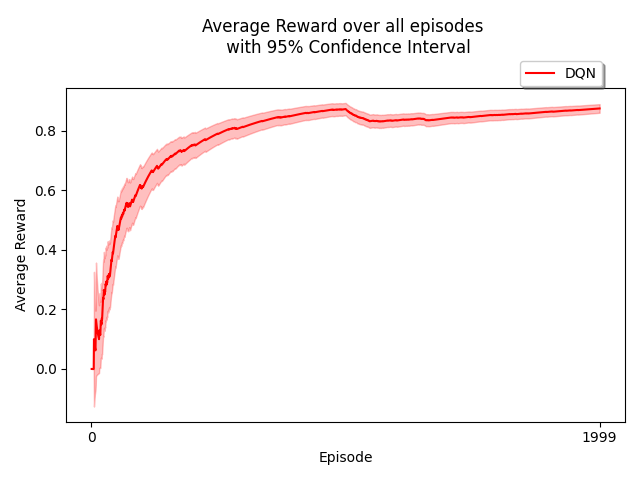 Average Reward over all episodes
with 95% Confidence Interval
DQN
0.8
0.6
0.4
0.2
0.0
Average Reward
0
1999
Episode